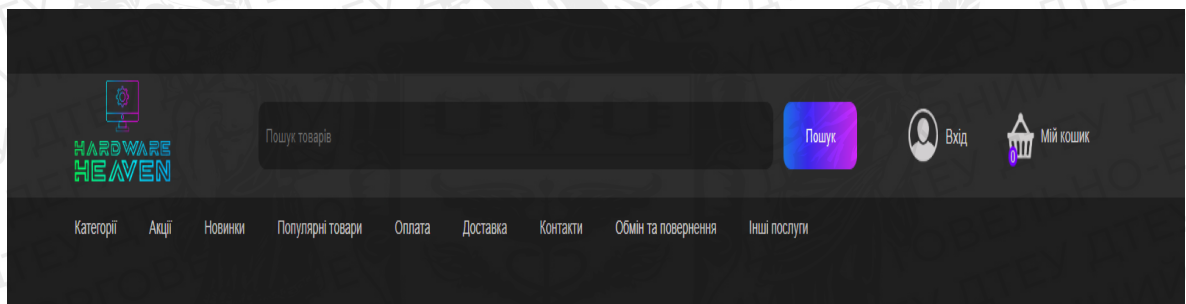 HARDWARE
HEAVEN
Пошук товарів
Пошук
Вхід
0
Мій кошик
Категорії Акції Новинки Популярні товари Оплата Доставка Контакти Обмін та повернення Інші послуги